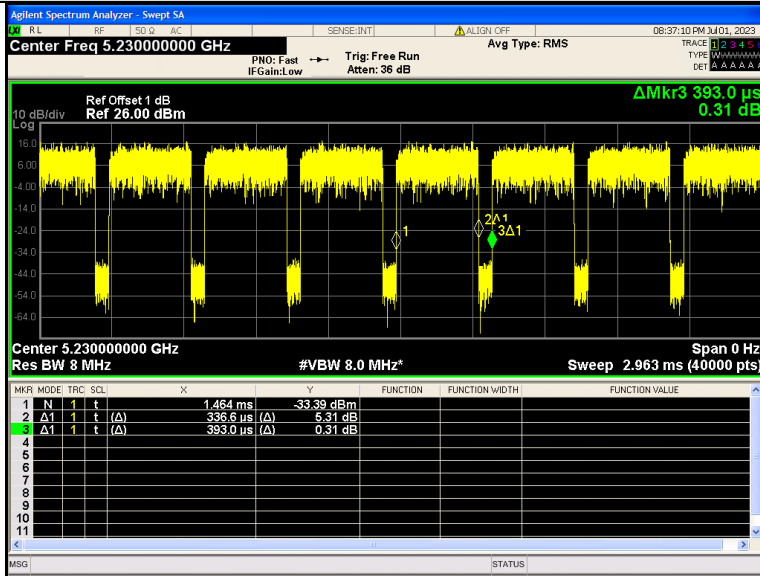 Agilent Spectrum Analyzer - Swept SA
LXI RL RF 50 Ω AC SENSE:INT ALIGN OFF 08:37:10 PM Jul 01, 2023
Center Freq 5.230000000 GHz Avg Type: RMS TRACE 1 2 3 4 5
PNO: Fast Trig: Free Run TYPE
IFGain:Low Atten: 36 dB DET A A A A A
ΔMkr3 393.0 µs
0.31 dB
Ref Offset 1 dB
10 dB/div Ref 26.00 dBm
Log
16.0
6.00
-4.00
-14.0
-24.0
-34.0
-44.0
-54.0
-64.0
1
2Δ1
3Δ1
Center 5.230000000 GHz Span 0 Hz
Res BW 8 MHz #VBW 8.0 MHz* Sweep 2.963 ms (40000 pts)
MKR MODE TRC SCL X Y FUNCTION FUNCTION WIDTH FUNCTION VALUE
1 N 1 t 1.464 ms -33.39 dBm
2 Δ1 1 t (Δ) 336.6 µs (Δ) 5.31 dB
3 Δ1 1 t (Δ) 393.0 µs (Δ) 0.31 dB
4
5
6
7
8
9
10
11
MSG STATUS